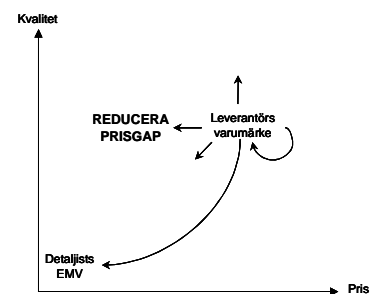 Kvalitet
REDUCERA
PRISGAP
Leverantörs
varumärke
Detaljists
EMV
Pris